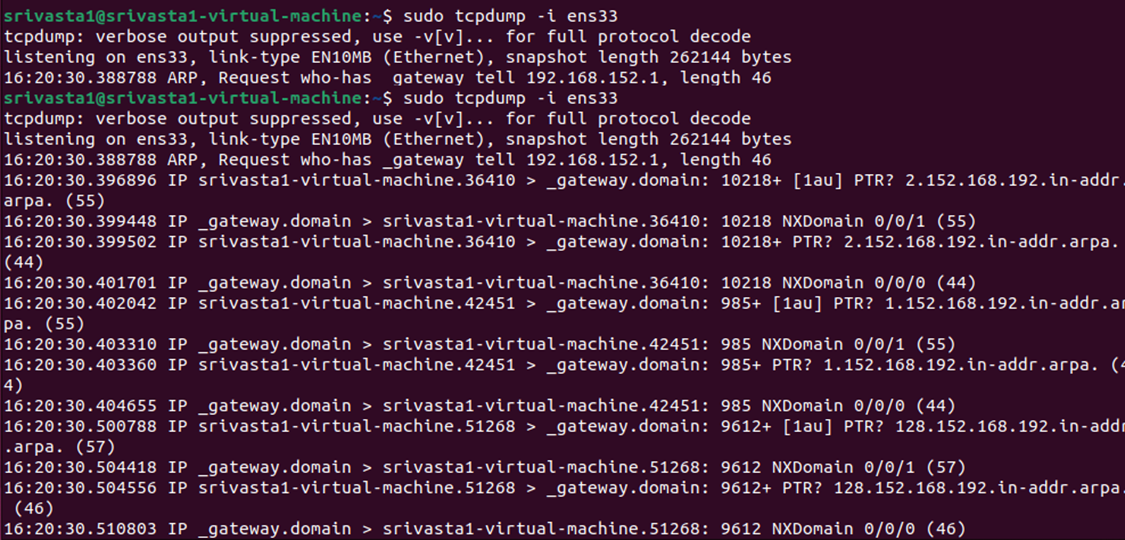 srivasta1@srivasta1-virtual-machine:~$ sudo tcpdump -i ens33
tcpdump: verbose output suppressed, use -v[v]... for full protocol decode
listening on ens33, link-type EN10MB (Ethernet), snapshot length 262144 bytes
16:20:30.388788 ARP, Request who-has _gateway tell 192.168.152.1, length 46
srivasta1@srivasta1-virtual-machine:~$ sudo tcpdump -i ens33
tcpdump: verbose output suppressed, use -v[v]... for full protocol decode
listening on ens33, link-type EN10MB (Ethernet), snapshot length 262144 bytes
16:20:30.388788 ARP, Request who-has _gateway tell 192.168.152.1, length 46
16:20:30.396896 IP srivasta1-virtual-machine.36410 > _gateway.domain: 10218+ [1au] PTR? 2.152.168.192.in-addr.
arpa. (55)
16:20:30.399448 IP _gateway.domain > srivasta1-virtual-machine.36410: 10218 NXDomain 0/0/1 (55)
16:20:30.399502 IP srivasta1-virtual-machine.36410 > _gateway.domain: 10218+ PTR? 2.152.168.192.in-addr.arpa.
(44)
16:20:30.401701 IP _gateway.domain > srivasta1-virtual-machine.36410: 10218 NXDomain 0/0/0 (44)
16:20:30.402042 IP srivasta1-virtual-machine.42451 > _gateway.domain: 985+ [1au] PTR? 1.152.168.192.in-addr.ar
pa. (55)
16:20:30.403310 IP _gateway.domain > srivasta1-virtual-machine.42451: 985 NXDomain 0/0/1 (55)
16:20:30.403360 IP srivasta1-virtual-machine.42451 > _gateway.domain: 985+ PTR? 1.152.168.192.in-addr.arpa. (4
4)
16:20:30.404655 IP _gateway.domain > srivasta1-virtual-machine.42451: 985 NXDomain 0/0/0 (44)
16:20:30.500788 IP srivasta1-virtual-machine.51268 > _gateway.domain: 9612+ [1au] PTR? 128.152.168.192.in-addr
.arpa. (57)
16:20:30.504418 IP _gateway.domain > srivasta1-virtual-machine.51268: 9612 NXDomain 0/0/1 (57)
16:20:30.504556 IP srivasta1-virtual-machine.51268 > _gateway.domain: 9612+ PTR? 128.152.168.192.in-addr.arpa.
(46)
16:20:30.510803 IP _gateway.domain > srivasta1-virtual-machine.51268: 9612 NXDomain 0/0/0 (46)